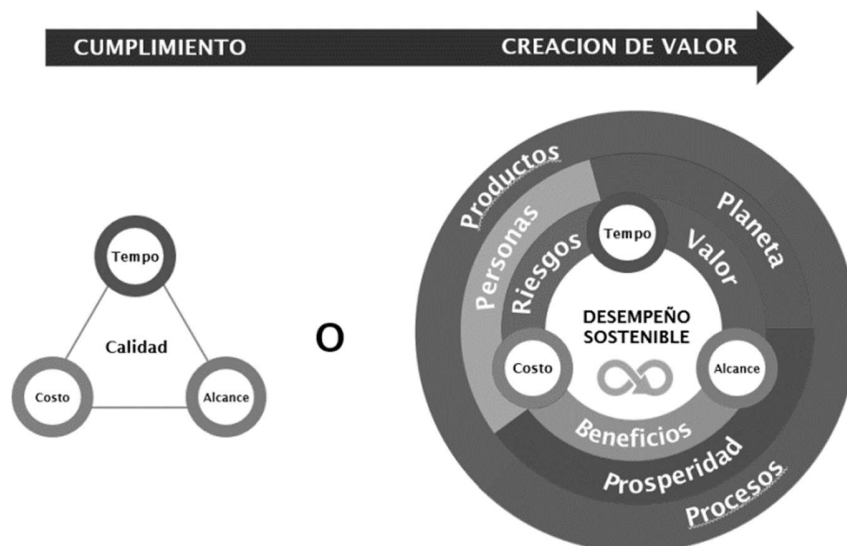 CUMPLIMIENTO
CREACION DE VALOR
Tempo
Calidad
Costo
Alcance
O
Productos
Planeta
Personas
Riesgos
Tempo
Valor
DESEMPEÑO
SOSTENIBLE
Costo
Alcance
Beneficios
Prosperidad
Procesos